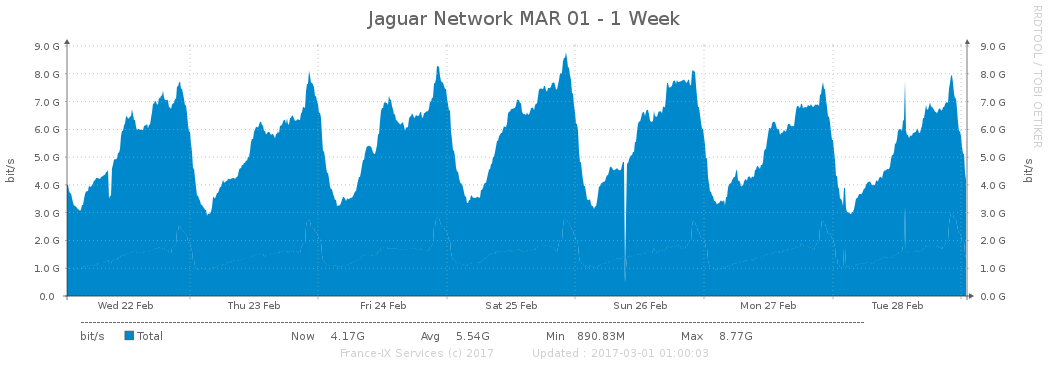 Jaguar Network MAR 01 - 1 Week
RRDTOOL / TOBI OETIKER
bit/s
9.0 G 9.0 G
8.0 G 8.0 G
7.0 G 7.0 G
6.0 G 6.0 G
5.0 G 5.0 G
4.0 G 4.0 G
3.0 G 3.0 G
2.0 G 2.0 G
1.0 G 1.0 G
0.0 0.0 G
bit/s
Wed 22 Feb Thu 23 Feb Fri 24 Feb Sat 25 Feb Sun 26 Feb Mon 27 Feb Tue 28 Feb
bit/s Total Now 4.17G Avg 5.54G Min 890.83M Max 8.77G
France-IX Services (c) 2017 Updated : 2017-03-01 01:00:03